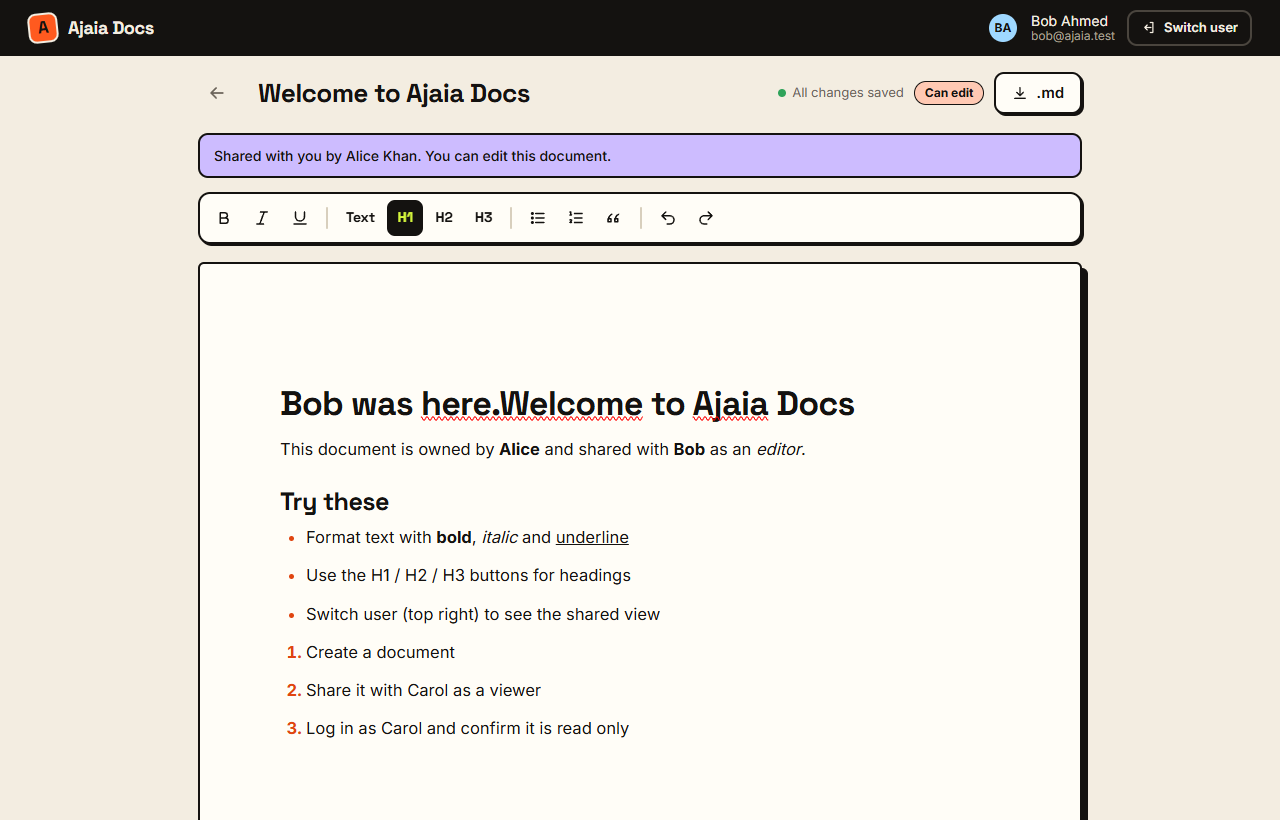 A Ajaia Docs
BA
Bob Ahmed
bob@ajaia.test
Switch user
Welcome to Ajaia Docs
All changes saved
Can edit
.md
Shared with you by Alice Khan. You can edit this document.
B I U Text H1 H2 H3
Bob was here.Welcome to Ajaia Docs
This document is owned by Alice and shared with Bob as an editor.
Try these
• Format text with bold, italic and underline
• Use the H1 / H2 / H3 buttons for headings
• Switch user (top right) to see the shared view
1. Create a document
2. Share it with Carol as a viewer
3. Log in as Carol and confirm it is read only